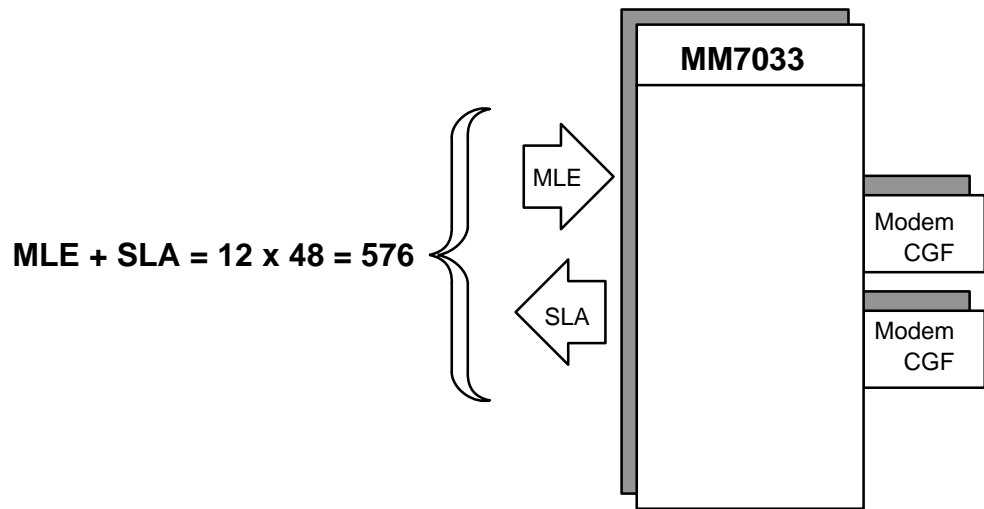 MM7033
MLE
MLE + SLA = 12 x 48 = 576
SLA
Modem
CGF
Modem
CGF